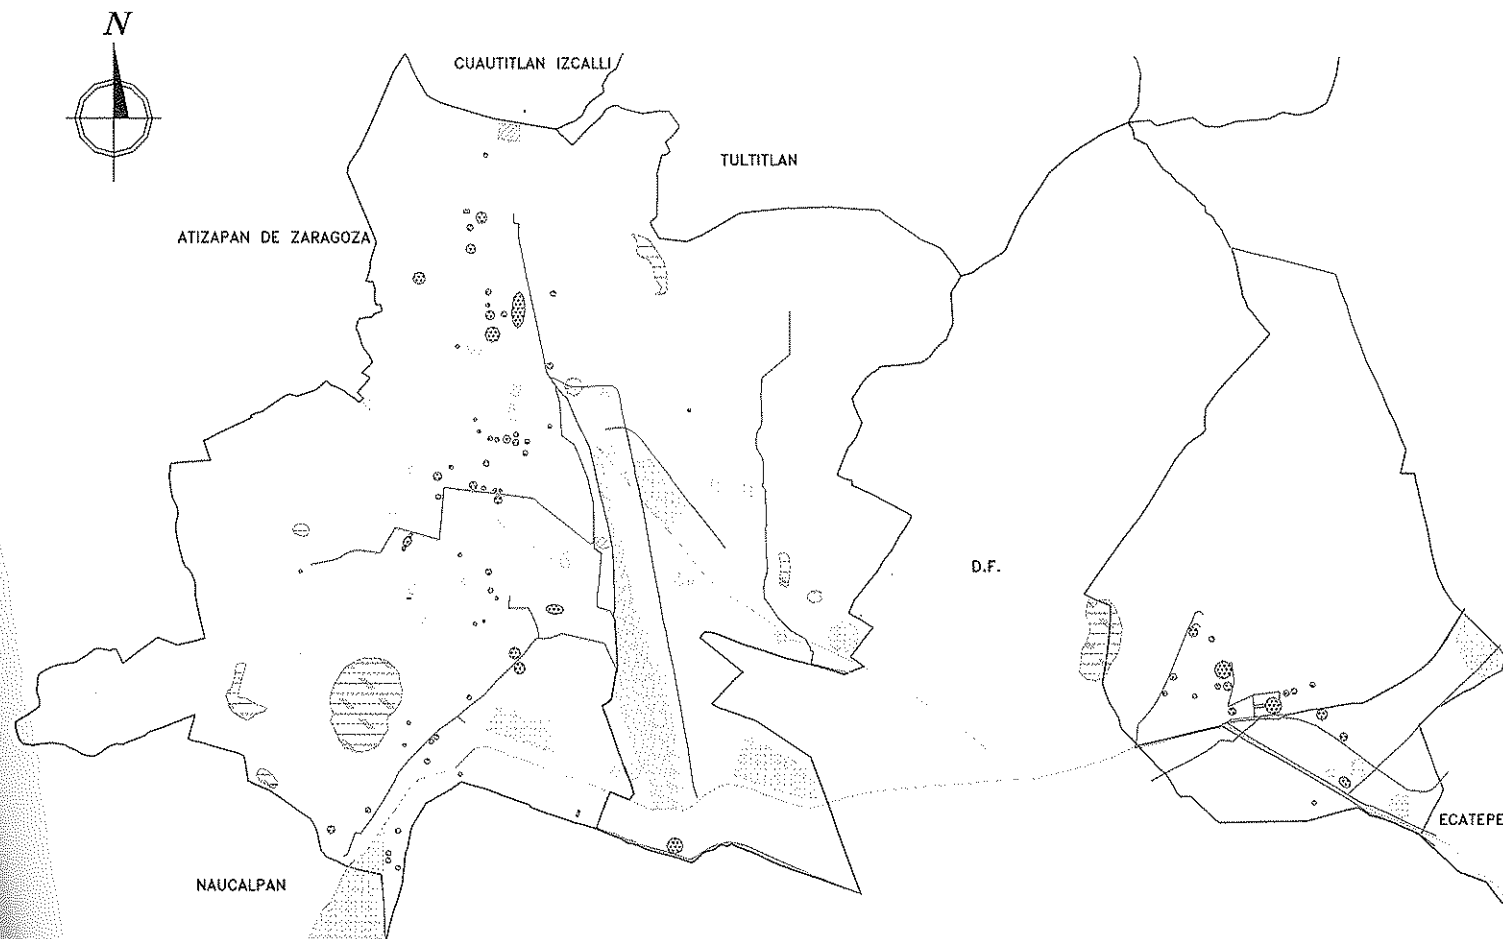 N
CUAUTITLAN IZCALLI
TULTITLAN
ATIZAPAN DE ZARAGOZA
D.F.
ECATEPE
NAUCALPAN